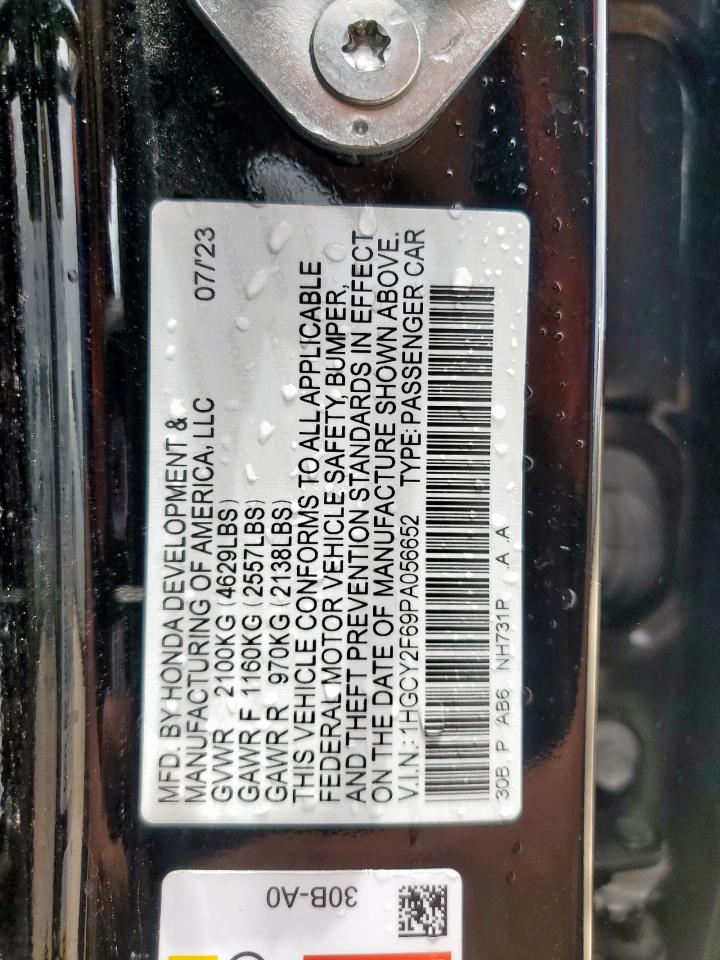 MFD. BY HONDA DEVELOPMENT &
MANUFACTURING OF AMERICA, LLC 07/'23
GVWR 2100KG (4629LBS)
GAWR F 1160KG (2557LBS)
GAWR R 970KG (2138LBS)
THIS VEHICLE CONFORMS TO ALL APPLICABLE
FEDERAL MOTOR VEHICLE SAFETY, BUMPER,
AND THEFT PREVENTION STANDARDS IN EFFECT
ON THE DATE OF MANUFACTURE SHOWN ABOVE.
V.I.N.: 1HGCY2F69PA056652 TYPE: PASSENGER CAR
30B P AB6 NH731P .A .A
30B-A0